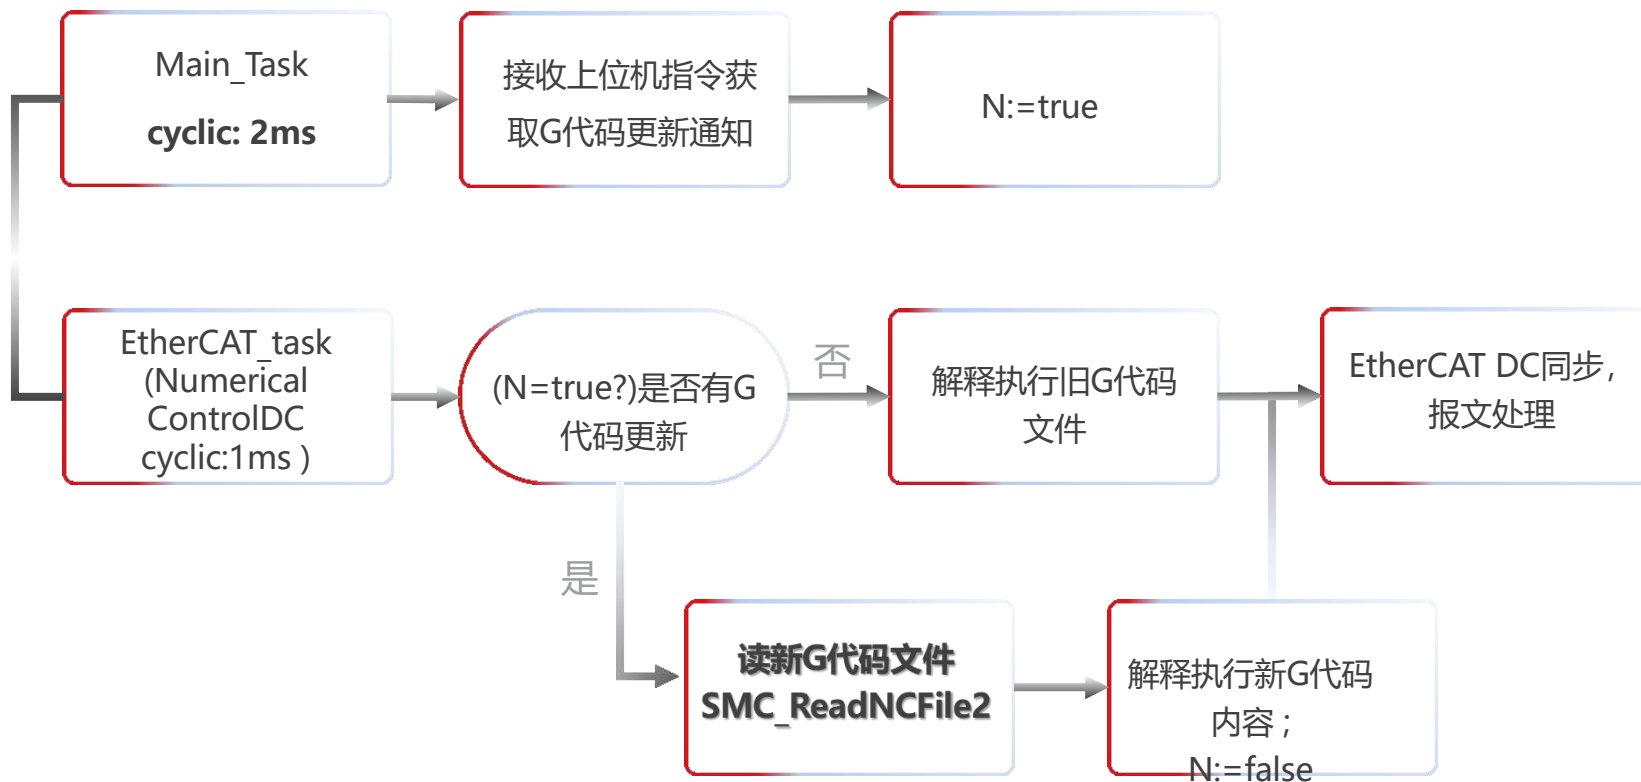 Main_Task
cyclic: 2ms
接收上位机指令获
取G代码更新通知
N:=true
EtherCAT_task
(Numerical
ControlDC
cyclic:1ms )
(N=true?)是否有G
代码更新
否
解释执行旧G代码
文件
EtherCAT DC同步，
报文处理
是
读新G代码文件
SMC_ReadNCFile2
解释执行新G代码
内容；
N:=false